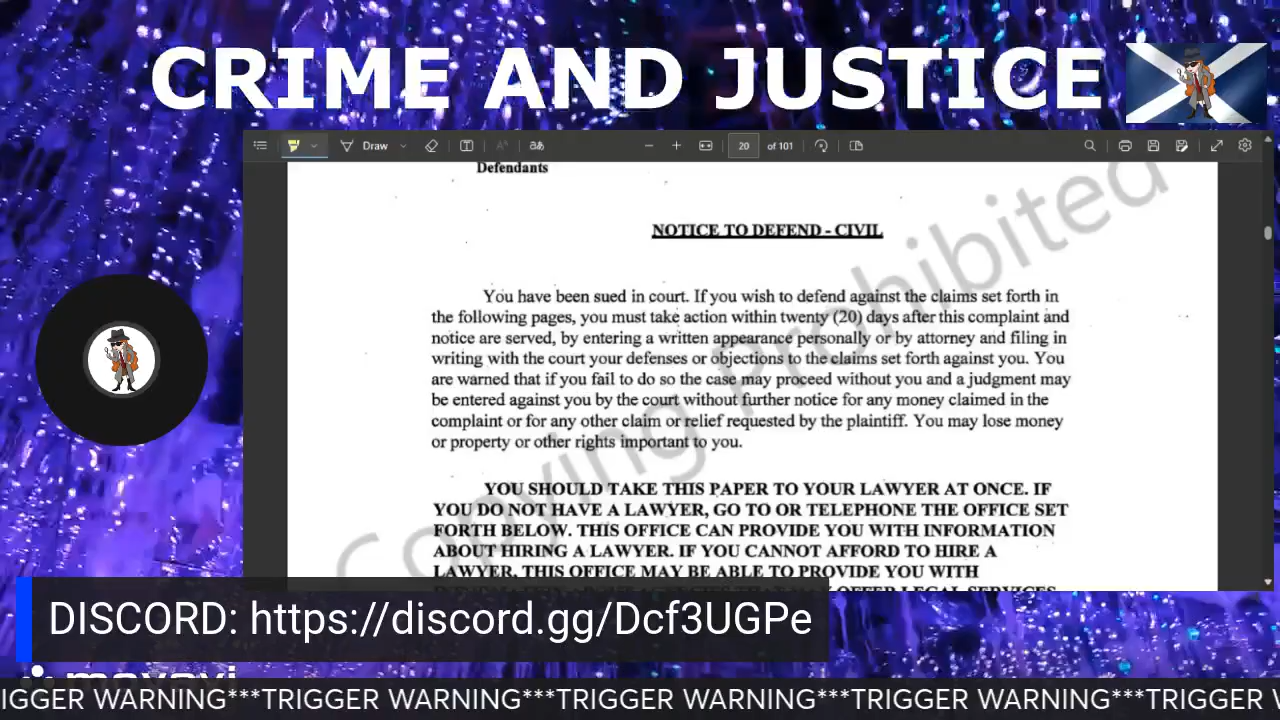 CRIME AND JUSTICE
Draw
20 of 101
Defendants
NOTICE TO DEFEND - CIVIL
You have been sued in court. If you wish to defend against the claims set forth in
the following pages, you must take action within twenty (20) days after this complaint and
notice are served, by entering a written appearance personally or by attorney and filing in
writing with the court your defenses or objections to the claims set forth against you. You
are warned that if you fail to do so the case may proceed without you and a judgment may
be entered against you by the court without further notice for any money claimed in the
complaint or for any other claim or relief requested by the plaintiff. You may lose money
or property or other rights important to you.
YOU SHOULD TAKE THIS PAPER TO YOUR LAWYER AT ONCE. IF
YOU DO NOT HAVE A LAWYER, GO TO OR TELEPHONE THE OFFICE SET
FORTH BELOW. THIS OFFICE CAN PROVIDE YOU WITH INFORMATION
ABOUT HIRING A LAWYER. IF YOU CANNOT AFFORD TO HIRE A
LAWYER, THIS OFFICE MAY BE ABLE TO PROVIDE YOU WITH
OFFER LEGAL SERVICES
Copying Prohibited
DISCORD: https://discord.gg/Dcf3UGPe
IGGER WARNING***TRIGGER WARNING***TRIGGER WARNING***TRIGGER WARNING***TRIGGER W